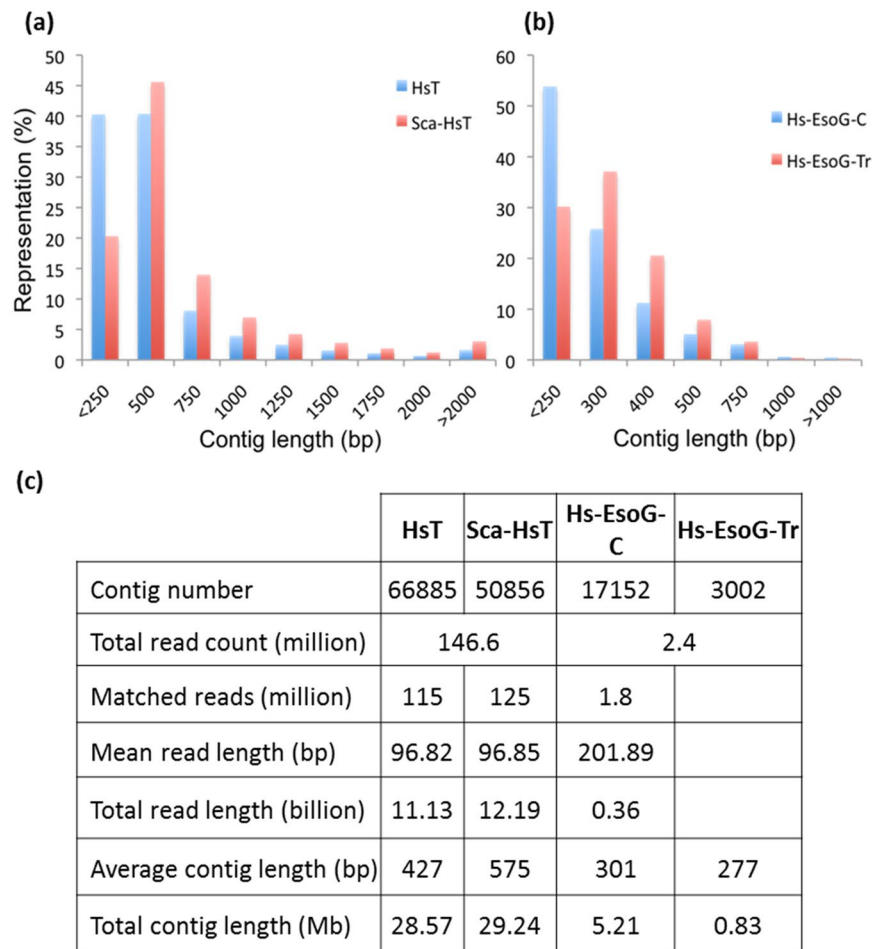 (a)
50
45
40
35
30
25
20
15
10
5
0
Representation (%)
HsT
Sca-HsT
<250
500
750
1000
1250
1500
1750
2000
>2000
Contig length (bp)
(b)
60
50
40
30
20
10
0
Hs-EsoG-C
Hs-EsoG-Tr
<250
300
400
500
750
1000
>1000
Contig length (bp)
(c)
HsT Sca-HsT Hs-EsoG-
C Hs-EsoG-Tr
Contig number 66885 50856 17152 3002
Total read count (million) 146.6 2.4
Matched reads (million) 115 125 1.8
Mean read length (bp) 96.82 96.85 201.89
Total read length (billion) 11.13 12.19 0.36
Average contig length (bp) 427 575 301 277
Total contig length (Mb) 28.57 29.24 5.21 0.83